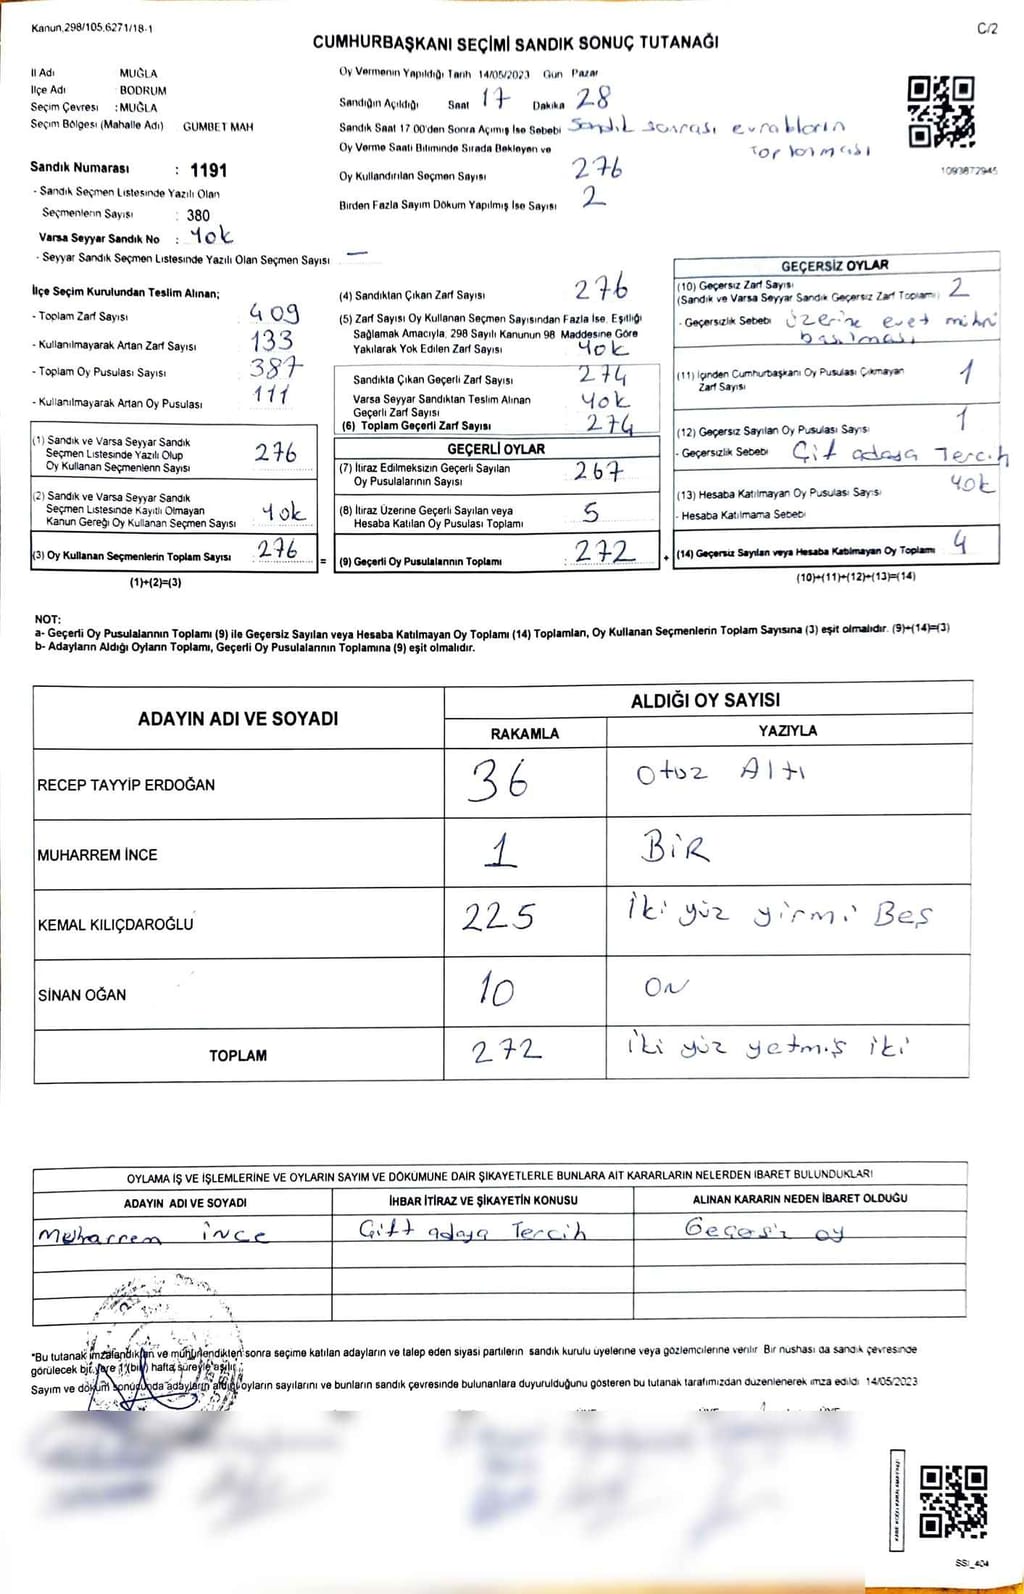 Kanun,298/105,6271/18-1
C/2
CUMHURBAŞKANI SEÇİMİ SANDIK SONUÇ TUTANAĞI
İl Adı MUĞLA
İlçe Adı BODRUM
Seçim Çevresi : MUĞLA
Seçim Bölgesi (Mahalle Adı) GUMBET MAH
Sandık Numarası : 1191
- Sandık Seçmen Listesinde Yazılı Olan
Seçmenlerin Sayısı : 380
Varsa Seyyar Sandık No : Yok
- Seyyar Sandık Seçmen Listesinde Yazılı Olan Seçmen Sayısı —
Oy Vermenin Yapıldığı Tarih 14/05/2023 Gün Pazar
Sandığın Açıldığı Saat 17 Dakika 28
Sandık Saat 17 00'den Sonra Açılmış İse Sebebi Sandık sonrası evrakların
toplanması
Oy Verme Saati Bitiminde Sırada Bekleyen ve
Oy Kullandırılan Seçmen Sayısı 276
Birden Fazla Sayım Döküm Yapılmış İse Sayısı 2
1093872945
İlçe Seçim Kurulundan Teslim Alınan;
- Toplam Zarf Sayısı 409
- Kullanılmayarak Artan Zarf Sayısı 133
- Toplam Oy Pusulası Sayısı 387
- Kullanılmayarak Artan Oy Pusulası 111
(1) Sandık ve Varsa Seyyar Sandık
Seçmen Listesinde Yazılı Olup
Oy Kullanan Seçmenlerin Sayısı 276
(2) Sandık ve Varsa Seyyar Sandık
Seçmen Listesinde Kayıtlı Olmayan
Kanun Gereği Oy Kullanan Seçmen Sayısı Yok
(3) Oy Kullanan Seçmenlerin Toplam Sayısı 276
=
(1)+(2)=(3)
(4) Sandıktan Çıkan Zarf Sayısı 276
(5) Zarf Sayısı Oy Kullanan Seçmen Sayısından Fazla İse, Eşitliği
Sağlamak Amacıyla, 298 Sayılı Kanunun 98 Maddesine Göre
Yakılarak Yok Edilen Zarf Sayısı Yok
Sandıkta Çıkan Geçerli Zarf Sayısı 274
Varsa Seyyar Sandıktan Teslim Alınan
Geçerli Zarf Sayısı Yok
(6) Toplam Geçerli Zarf Sayısı 274
GEÇERLİ OYLAR
(7) İtiraz Edilmeksizin Geçerli Sayılan
Oy Pusulalarının Sayısı 267
(8) İtiraz Üzerine Geçerli Sayılan veya
Hesaba Katılan Oy Pusulası Toplamı 5
(9) Geçerli Oy Pusulalarının Toplamı 272
+
GEÇERSİZ OYLAR
(10) Geçersiz Zarf Sayısı
(Sandık ve Varsa Seyyar Sandık Geçersiz Zarf Toplamı) 2
- Geçersizlik Sebebi üzerine evet mührü
basılması
(11) İçinden Cumhurbaşkanı Oy Pusulası Çıkmayan
Zarf Sayısı 1
(12) Geçersiz Sayılan Oy Pusulası Sayısı 1
- Geçersizlik Sebebi Çift adaya Tercih
(13) Hesaba Katılmayan Oy Pusulası Sayısı Yok
- Hesaba Katılmama Sebebi
(14) Geçersiz Sayılan veya Hesaba Katılmayan Oy Toplamı 4
(10)+(11)+(12)+(13)=(14)
NOT:
a- Geçerli Oy Pusulalarının Toplamı (9) ile Geçersiz Sayılan veya Hesaba Katılmayan Oy Toplamı (14) Toplamları, Oy Kullanan Seçmenlerin Toplam Sayısına (3) eşit olmalıdır. (9)+(14)=(3)
b- Adayların Aldığı Oyların Toplamı, Geçerli Oy Pusulalarının Toplamına (9) eşit olmalıdır.
ADAYIN ADI VE SOYADI
ALDIĞI OY SAYISI
RAKAMLA YAZIYLA
RECEP TAYYİP ERDOĞAN 36 Otuz Altı
MUHARREM İNCE 1 BİR
KEMAL KILIÇDAROĞLU 225 İki yüz yirmi Beş
SİNAN OĞAN 10 ON
TOPLAM 272 iki yüz yetmiş iki
OYLAMA İŞ VE İŞLEMLERİNE VE OYLARIN SAYIM VE DÖKÜMÜNE DAİR ŞİKAYETLERLE BUNLARA AİT KARARLARIN NELERDEN İBARET BULUNDUKLARI
ADAYIN ADI VE SOYADI İHBAR İTİRAZ VE ŞİKAYETİN KONUSU ALINAN KARARIN NEDEN İBARET OLDUĞU
Muharrem İNCE Çift adaya Tercih Geçersiz oy
*Bu tutanak imzalandıktan ve mühürlendikten sonra seçime katılan adayların ve talep eden siyasi partilerin sandık kurulu üyelerine veya gözlemcilerine verilir. Bir nushası da sandık çevresinde
görülecek bir yere 1 (bir) hafta süreyle asılır.
Sayım ve döküm sonucunda adayların aldığı oyların sayılarını ve bunların sandık çevresinde bulunanlara duyurulduğunu gösteren bu tutanak tarafımızdan düzenlenerek imza edildi 14/05/2023
SSI_404